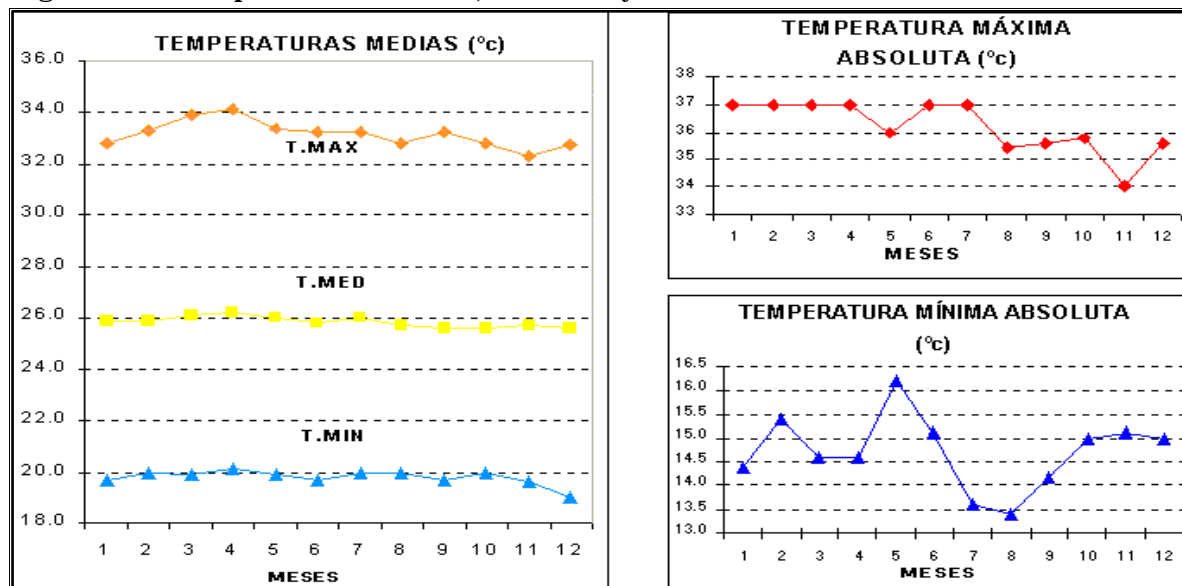 TEMPERATURAS MEDIAS (ºc)
36.0
34.0
32.0
30.0
28.0
26.0
24.0
22.0
20.0
18.0
T.MAX
T.MED
T.MIN
1 2 3 4 5 6 7 8 9 10 11 12
MESES
TEMPERATURA MÁXIMA
ABSOLUTA (ºc)
38
37
36
35
34
33
1 2 3 4 5 6 7 8 9 10 11 12
MESES
TEMPERATURA MÍNIMA ABSOLUTA
(ºc)
16.5
16.0
15.5
15.0
14.5
14.0
13.5
13.0
1 2 3 4 5 6 7 8 9 10 11 12
MESES